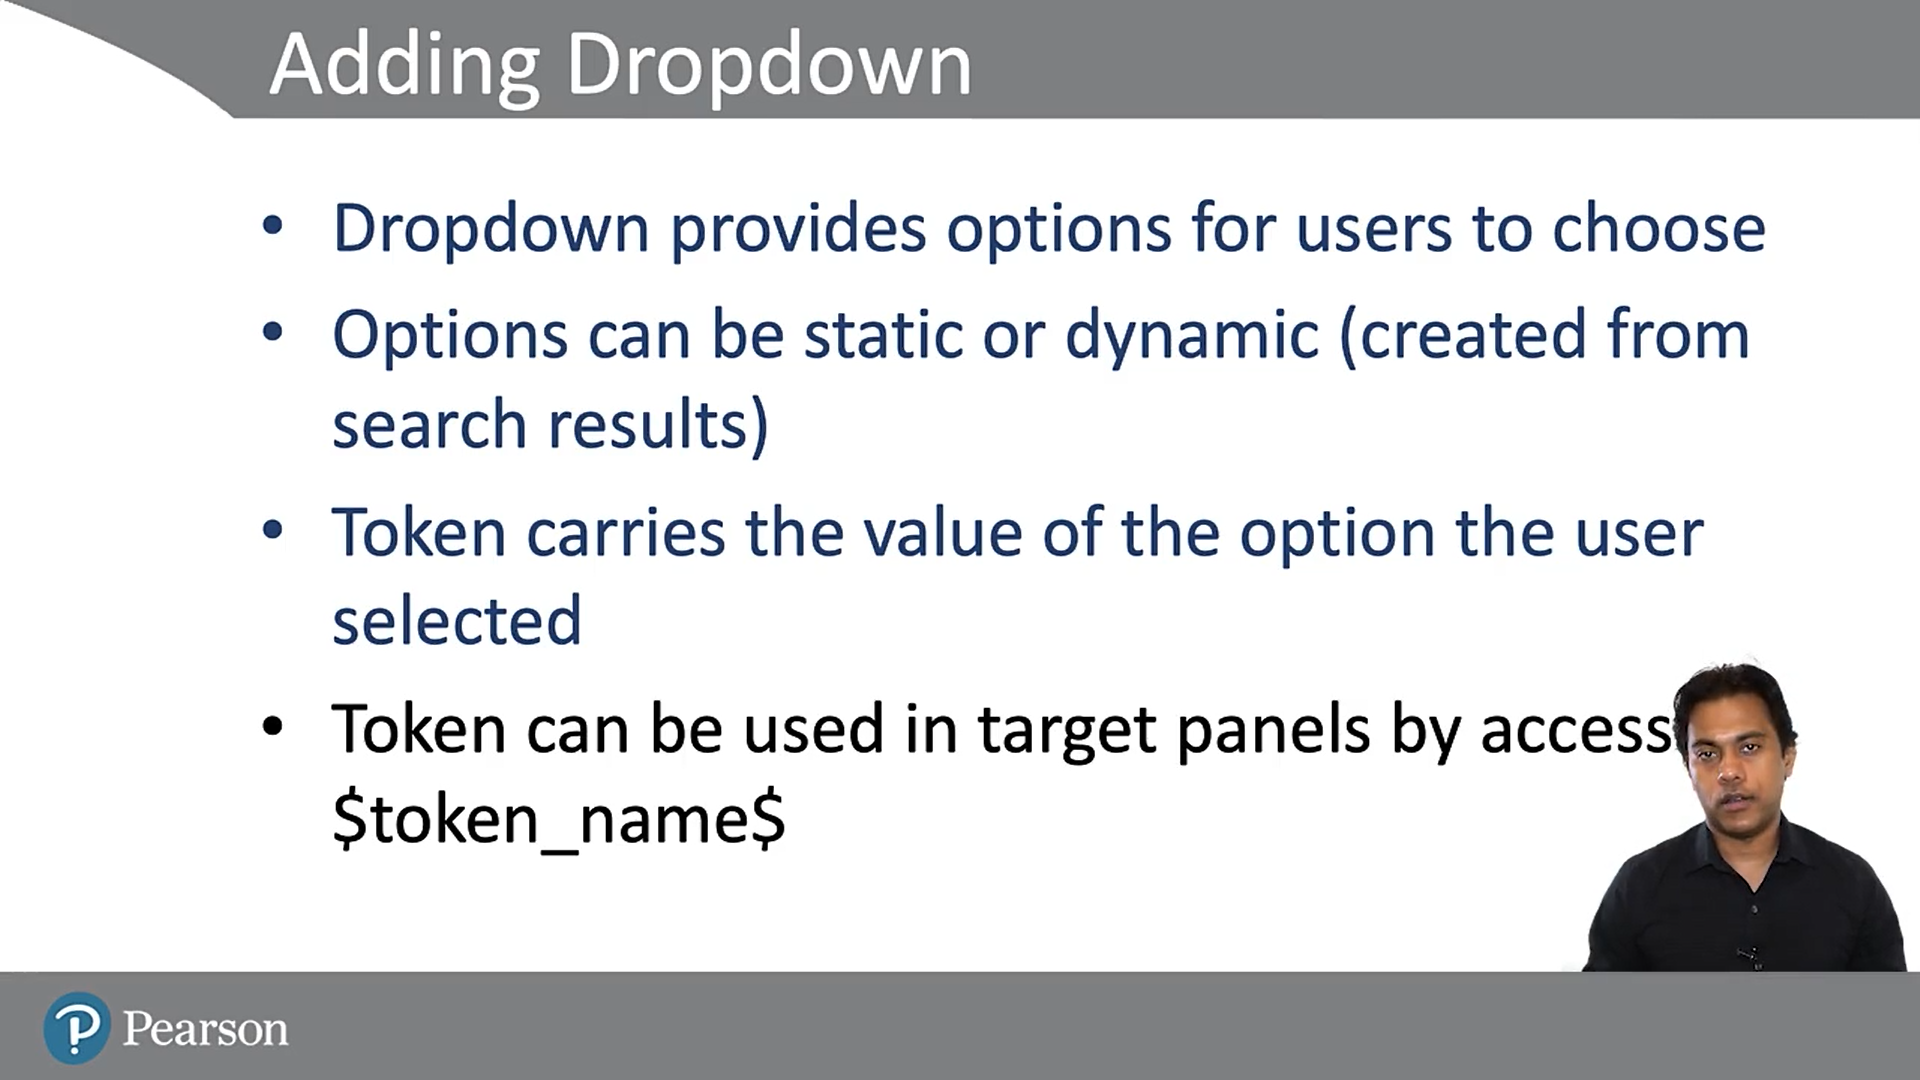 Adding Dropdown
• Dropdown provides options for users to choose
• Options can be static or dynamic (created from
search results)
• Token carries the value of the option the user
selected
• Token can be used in target panels by access
$token_name$
Pearson